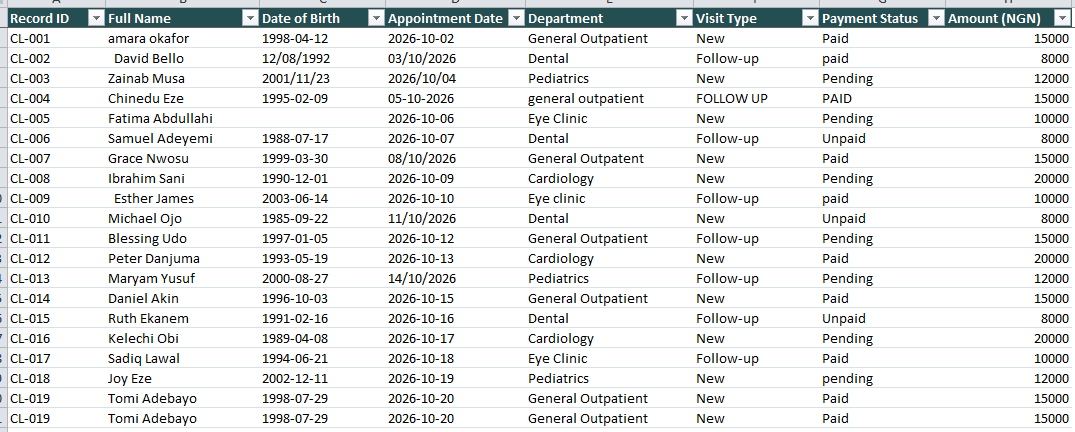 Record ID Full Name Date of Birth Appointment Date Department Visit Type Payment Status Amount (NGN)
CL-001 amara okafor 1998-04-12 2026-10-02 General Outpatient New Paid 15000
CL-002 David Bello 12/08/1992 03/10/2026 Dental Follow-up paid 8000
CL-003 Zainab Musa 2001/11/23 2026/10/04 Pediatrics New Pending 12000
CL-004 Chinedu Eze 1995-02-09 05-10-2026 general outpatient FOLLOW UP PAID 15000
CL-005 Fatima Abdullahi 2026-10-06 Eye Clinic New Pending 10000
CL-006 Samuel Adeyemi 1988-07-17 2026-10-07 Dental Follow-up Unpaid 8000
CL-007 Grace Nwosu 1999-03-30 08/10/2026 General Outpatent New Paid 15000
CL-008 Ibrahim Sani 1990-12-01 2026-10-09 Cardiology New Pending 20000
CL-009 Esther James 2003-06-14 2026-10-10 Eye clinic Follow-up paid 10000
CL-010 Michael Ojo 1985-09-22 11/10/2026 Dental New Unpaid 8000
CL-011 Blessing Udo 1997-01-05 2026-10-12 General Outpatient Follow-up Pending 15000
CL-012 Peter Danjuma 1993-05-19 2026-10-13 Cardiology New Paid 20000
CL-013 Maryam Yusuf 2000-08-27 14/10/2026 Pediatrics Follow-up Pending 12000
CL-014 Daniel Akin 1996-10-03 2026-10-15 General Outpatient New Paid 15000
CL-015 Ruth Ekanem 1991-02-16 2026-10-16 Dental Follow-up Unpaid 8000
CL-016 Kelechi Obi 1989-04-08 2026-10-17 Cardiology New Pending 20000
CL-017 Sadiq Lawal 1994-06-21 2026-10-18 Eye Clinic Follow-up Paid 10000
CL-018 Joy Eze 2002-12-11 2026-10-19 Pediatrics New pending 12000
CL-019 Tomi Adebayo 1998-07-29 2026-10-20 General Outpatient New Paid 15000
CL-019 Tomi Adebayo 1998-07-29 2026-10-20 General Outpatient New Paid 15000